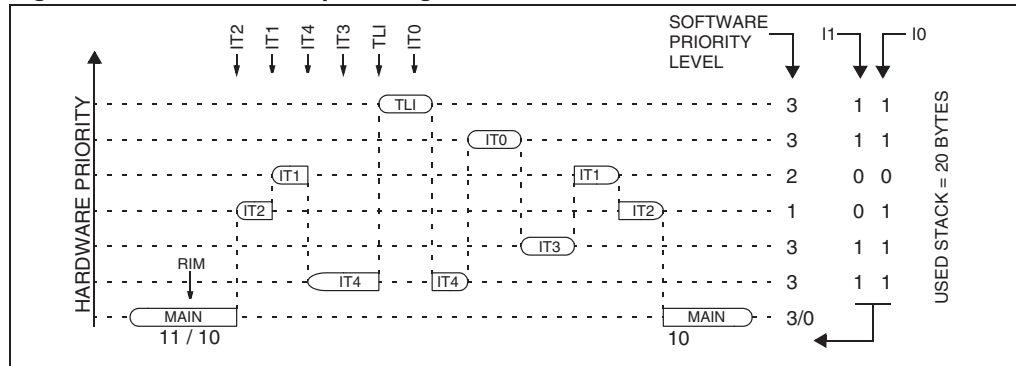 IT2
IT1
IT4
IT3
TLI
IT0
SOFTWARE
PRIORITY
LEVEL
I1
I0
HARDWARE PRIORITY
TLI
3
1 1
IT0
3
1 1
IT1
IT1
2
0 0
IT2
IT2
1
0 1
IT3
3
1 1
RIM
IT4
IT4
3
1 1
MAIN
MAIN
3/0
11 / 10
10
USED STACK = 20 BYTES